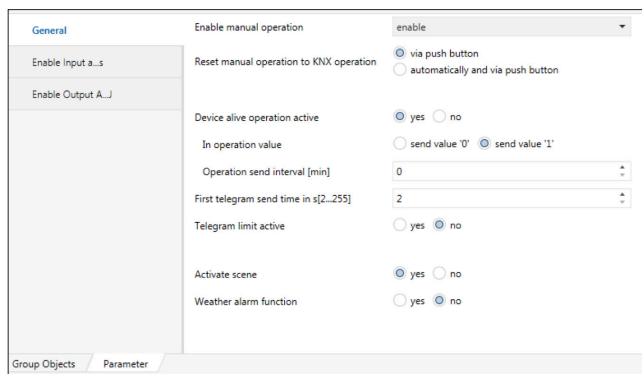 General
Enable Input a...s
Enable Output A...J
Enable manual operation enable
Reset manual operation to KNX operation via push button
automatically and via push button
Device alive operation active yes no
In operation value send value '0' send value '1'
Operation send interval [min] 0
First telegram send time in s[2...255] 2
Telegram limit active yes no
Activate scene yes no
Weather alarm function yes no
Group Objects Parameter